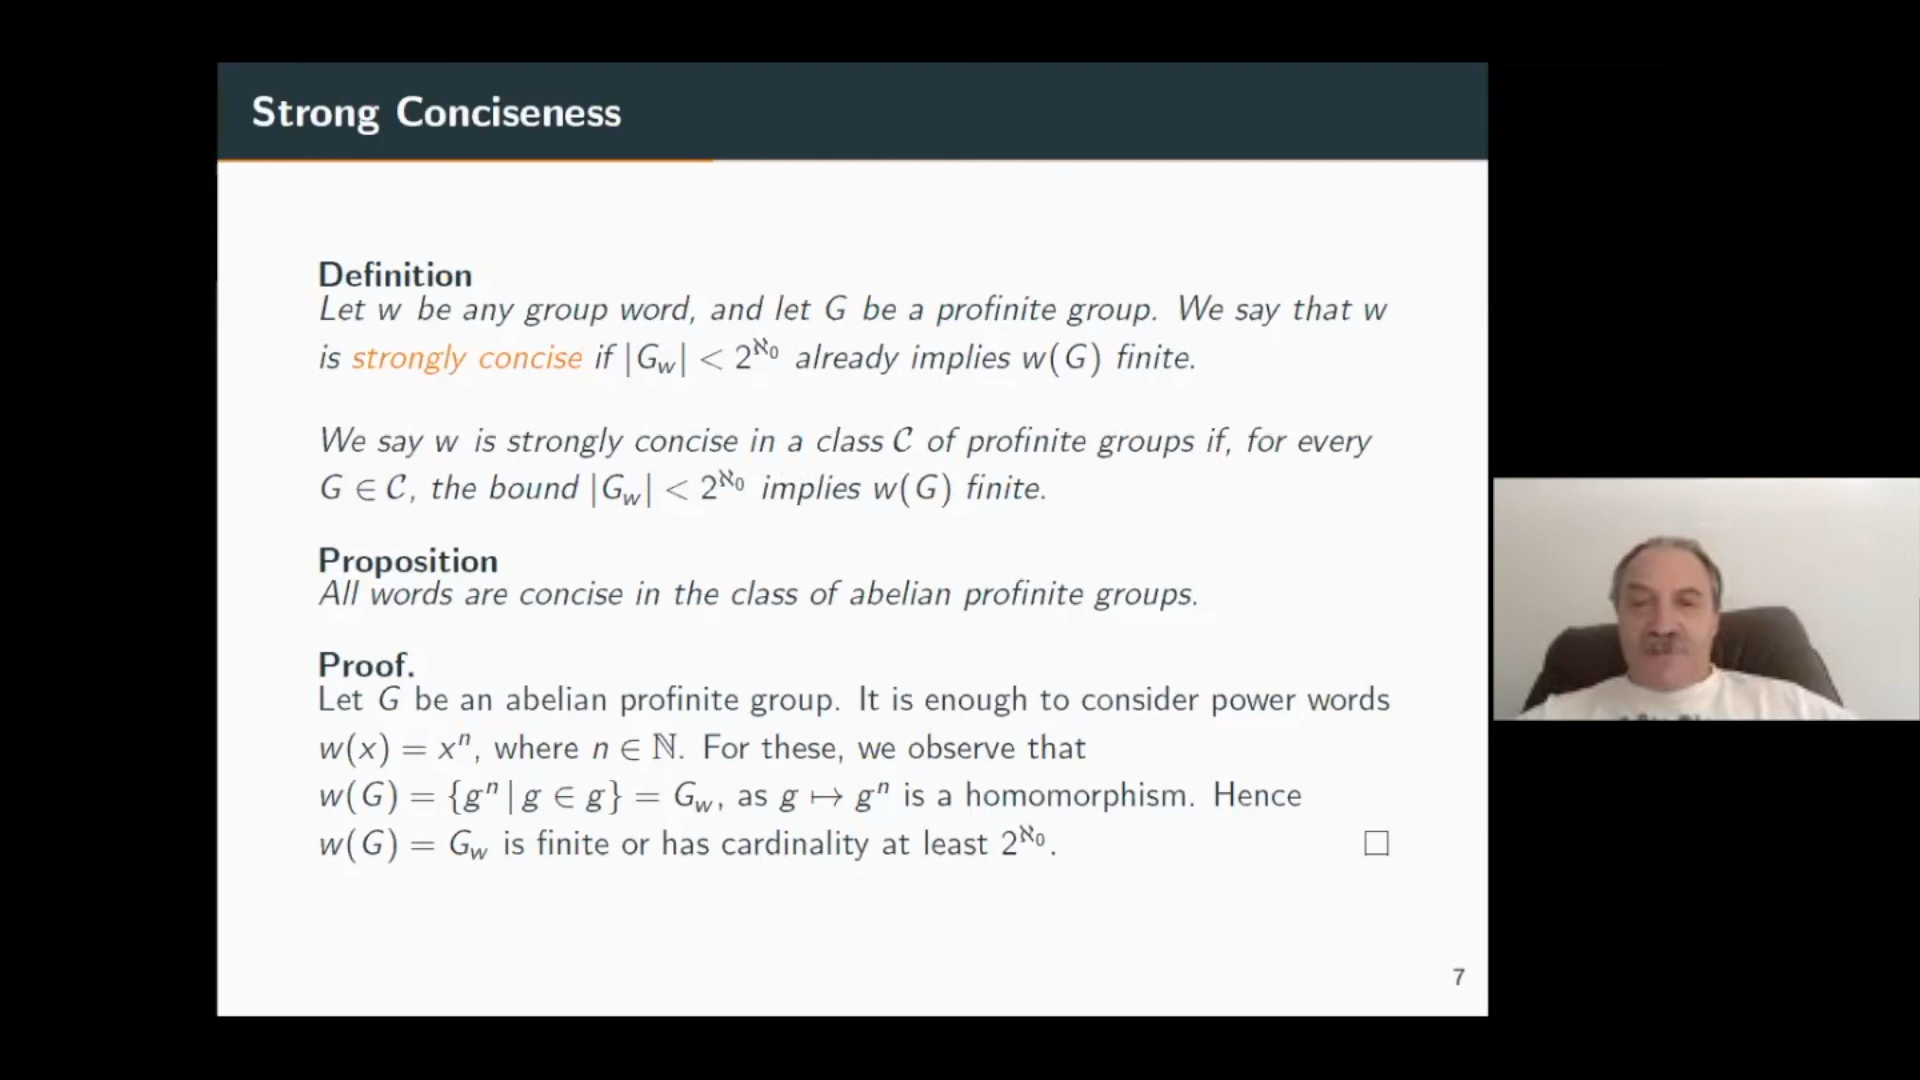 Strong Conciseness
Definition
Let w be any group word, and let G be a profinite group. We say that w
is strongly concise if |G_w| < 2^{ℵ_0} already implies w(G) finite.
We say w is strongly concise in a class 𝒞 of profinite groups if, for every
G ∈ 𝒞, the bound |G_w| < 2^{ℵ_0} implies w(G) finite.
Proposition
All words are concise in the class of abelian profinite groups.
Proof.
Let G be an abelian profinite group. It is enough to consider power words
w(x) = x^n, where n ∈ ℕ. For these, we observe that
w(G) = {g^n | g ∈ g} = G_w, as g ↦ g^n is a homomorphism. Hence
w(G) = G_w is finite or has cardinality at least 2^{ℵ_0}. □
7